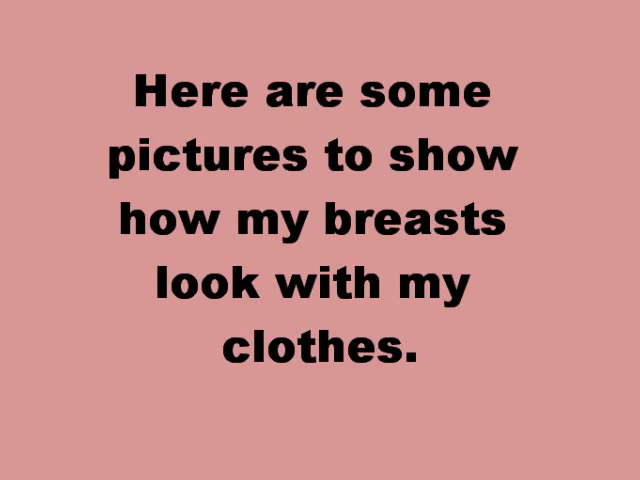 Here are some
pictures to show
how my breasts
look with my
clothes.